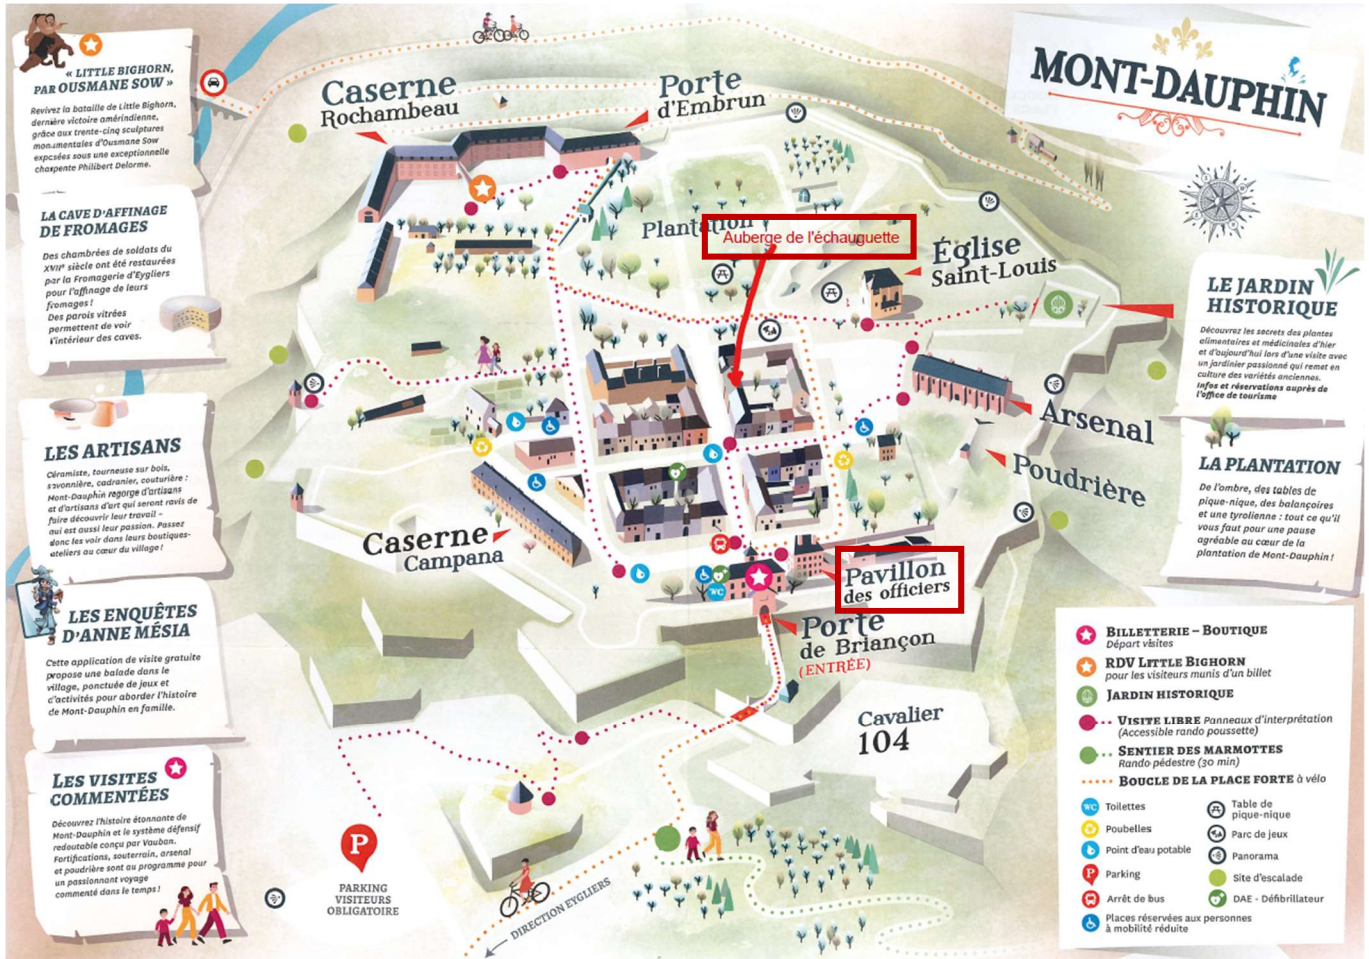 MONT-DAUPHIN
« LITTLE BIGHORN,
PAR OUSMANE SOW »
Revivez la bataille de Little Bighorn,
dernière victoire amérindienne,
grâce aux trente-cinq sculptures
monumentales d'Ousmane Sow
exposées sous une exceptionnelle
charpente Philibert Delorme.
LA CAVE D'AFFINAGE
DE FROMAGES
Des chambrées de soldats du
XVIIe siècle ont été restaurées
par la Fromagerie d'Eygliers
pour l'affinage de leurs
fromages !
Des parois vitrées
permettent de voir
l'intérieur des caves.
LES ARTISANS
Céramiste, tourneuse sur bois,
savonnière, cadranier, couturière :
Mont-Dauphin regorge d'artisans
et d'artisans d'art qui seront ravis de
faire découvrir leur travail –
qui est aussi leur passion. Passez
donc les voir dans leurs boutiques-
ateliers au cœur du village !
LES ENQUÊTES
D'ANNE MÉSIA
Cette application de visite gratuite
propose une balade dans le
village, ponctuée de jeux et
d'activités pour aborder l'histoire
de Mont-Dauphin en famille.
LES VISITES
COMMENTÉES
Découvrez l'histoire étonnante de
Mont-Dauphin et le système défensif
redoutable conçu par Vauban.
Fortifications, souterrain, arsenal
et poudrière sont au programme pour
un passionnant voyage
commenté dans le temps !
Caserne
Rochambeau
Porte
d'Embrun
Plantation
Auberge de l'échauguette
Église
Saint-Louis
Arsenal
Poudrière
Caserne
Campana
WC
Pavillon
des officiers
Porte
de Briançon
(ENTRÉE)
Cavalier
104
P
PARKING
VISITEURS
OBLIGATOIRE
DIRECTION EYGLIERS
LE JARDIN
HISTORIQUE
Découvrez les secrets des plantes
alimentaires et médicinales d'hier
et d'aujourd'hui lors d'une visite avec
un jardinier passionné qui remet en
culture des variétés anciennes.
Infos et réservations auprès de
l'office de tourisme
LA PLANTATION
De l'ombre, des tables de
pique-nique, des balançoires
et une tyrolienne : tout ce qu'il
vous faut pour une pause
agréable au cœur de la
plantation de Mont-Dauphin !
BILLETTERIE – BOUTIQUE
Départ visites
RDV LITTLE BIGHORN
pour les visiteurs munis d'un billet
JARDIN HISTORIQUE
VISITE LIBRE Panneaux d'interprétation
(Accessible rando poussette)
SENTIER DES MARMOTTES
Rando pédestre (30 min)
BOUCLE DE LA PLACE FORTE à vélo
WC Toilettes
Poubelles
Point d'eau potable
P Parking
Arrêt de bus
Places réservées aux personnes
à mobilité réduite
Table de
pique-nique
Parc de jeux
Panorama
Site d'escalade
DAE - Défibrillateur